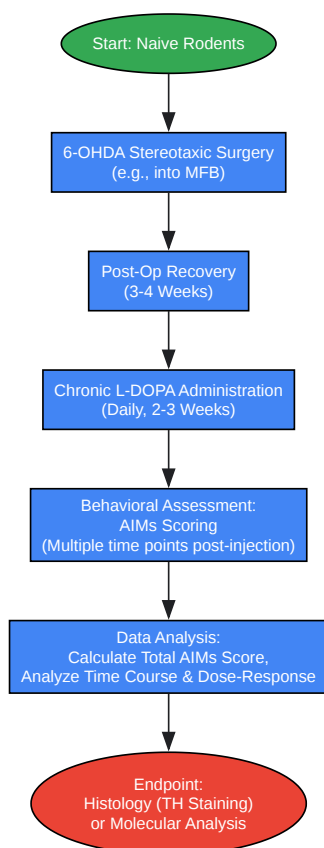 Start: Naive Rodents
6-OHDA Stereotaxic Surgery
(e.g., into MFB)
Post-Op Recovery
(3-4 Weeks)
Chronic L-DOPA Administration
(Daily, 2-3 Weeks)
Behavioral Assessment:
AIMs Scoring
(Multiple time points post-injection)
Data Analysis:
Calculate Total AIMs Score,
Analyze Time Course & Dose-Response
Endpoint:
Histology (TH Staining)
or Molecular Analysis